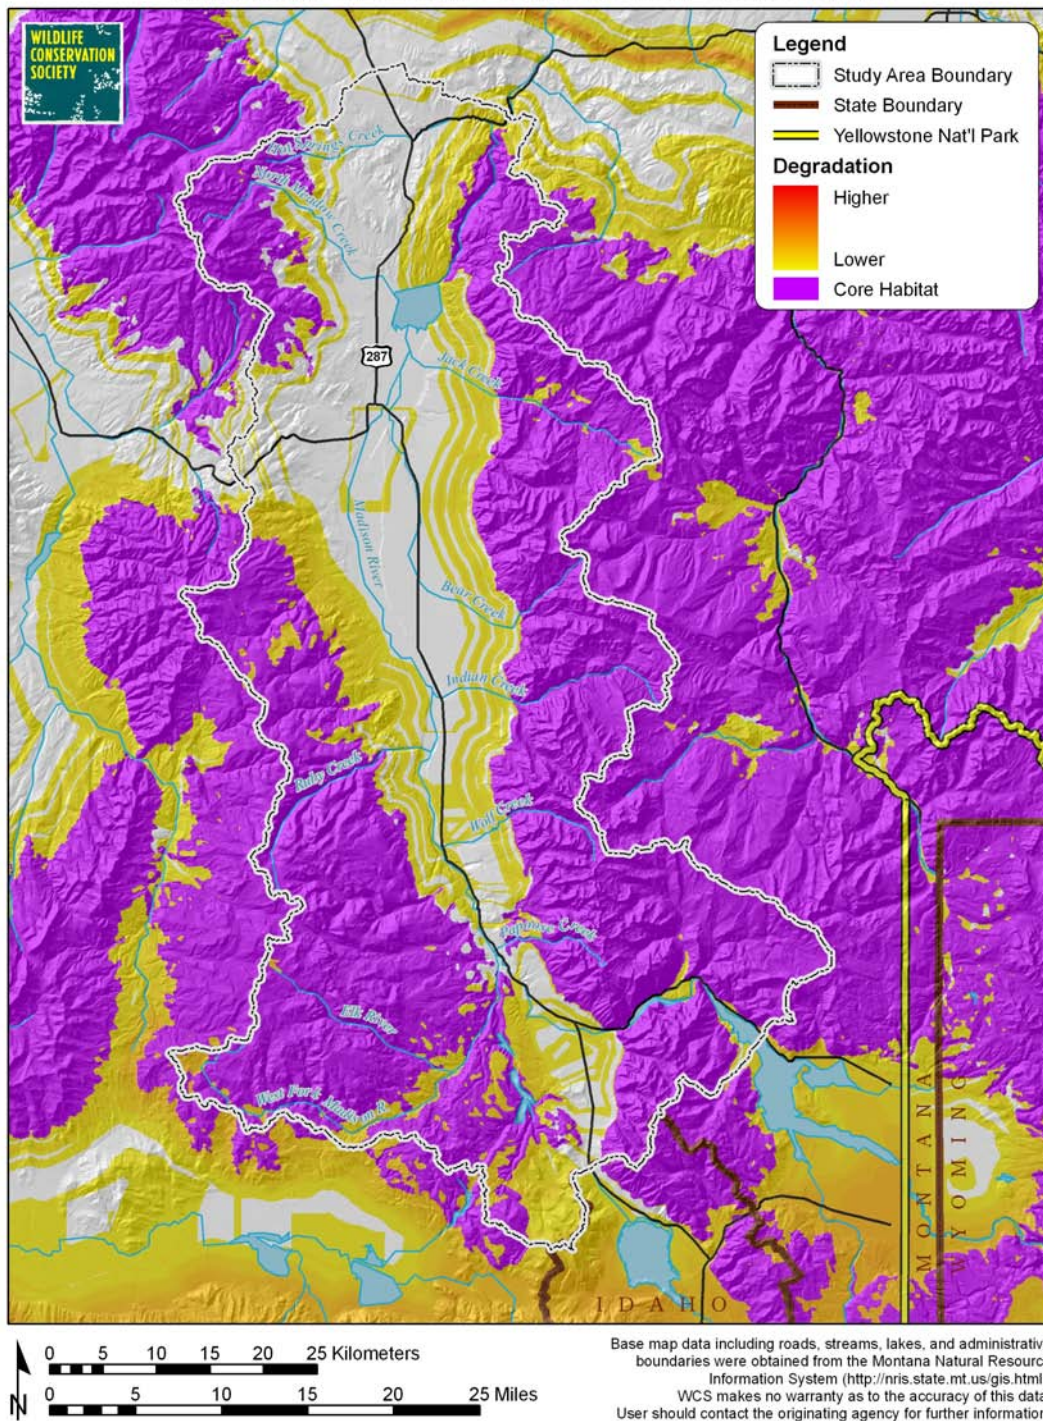 WILDLIFE
CONSERVATION
SOCIETY
Legend
Study Area Boundary
State Boundary
Yellowstone Nat'l Park
Degradation
Higher
Lower
Core Habitat
Hot Springs Creek
North Meadow Creek
287
Jack Creek
Madison River
Bear Creek
Indian Creek
Ruby Creek
Wolf Creek
Papoose Creek
Elk River
West Fork Madison R.
MONTANA
WYOMING
IDAHO
N
0 5 10 15 20 25 Kilometers
0 5 10 15 20 25 Miles
Base map data including roads, streams, lakes, and administrativ
boundaries were obtained from the Montana Natural Resourc
Information System (http://nris.state.mt.us/gis.html
WCS makes no warranty as to the accuracy of this data
User should contact the originating agency for further information